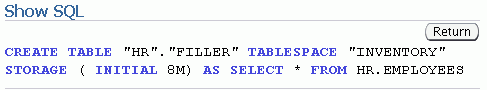 Show SQL
Return
CREATE TABLE "HR"."FILLER" TABLESPACE "INVENTORY"
STORAGE ( INITIAL 8M) AS SELECT * FROM HR.EMPLOYEES